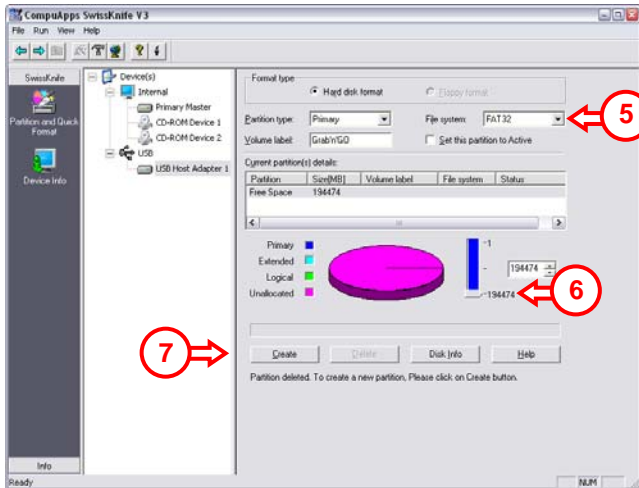 CompuApps SwissKnife V3
File Run View Help
SwissKnife
Partition and Quick Format
Device Info
Info
Device(s)
Internal
Primary Master
CD-ROM Device 1
CD-ROM Device 2
USB
USB Host Adapter 1
Format type
Hard disk format
Floppy format
Partition type: Primary
File system: FAT32
5
Volume label: Grab'n'GO
Set this partition to Active
Current partition(s) details:
Partition Size(MB) Volume label File system Status
Free Space 194474
Primary
Extended
Logical
Unallocated
-1
-
194474
-194474
6
7
Create Delete Disk Info Help
Partition deleted. To create a new partition, Please click on Create button.
Ready
NUM